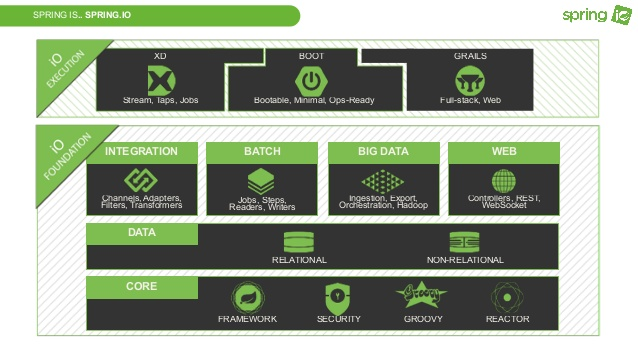 SPRING IS.. SPRING.IO
spring iO
iO
EXECUTION
XD
BOOT
GRAILS
Stream, Taps, Jobs
Bootable, Minimal, Ops-Ready
Full-stack, Web
iO
FOUNDATION
INTEGRATION
BATCH
BIG DATA
WEB
Channels, Adapters,
Filters, Transformers
Jobs, Steps,
Readers, Writers
Ingestion, Export,
Orchestration, Hadoop
Controllers, REST,
WebSocket
DATA
RELATIONAL
NON-RELATIONAL
CORE
Groovy
FRAMEWORK
SECURITY
GROOVY
REACTOR